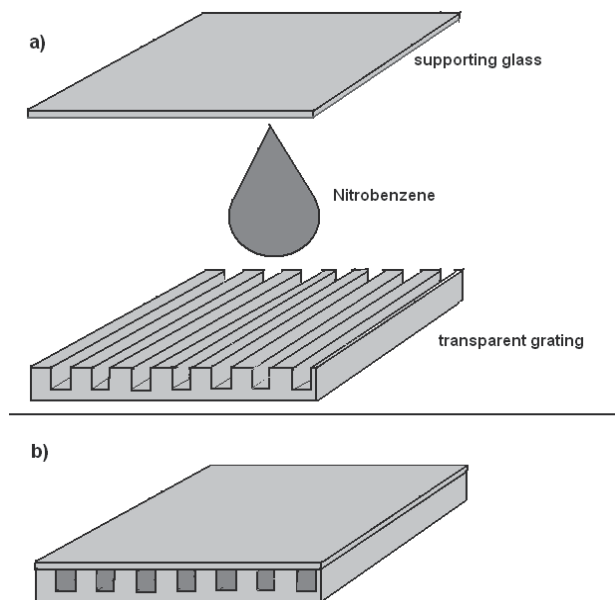 a)
supporting glass
Nitrobenzene
transparent grating
b)